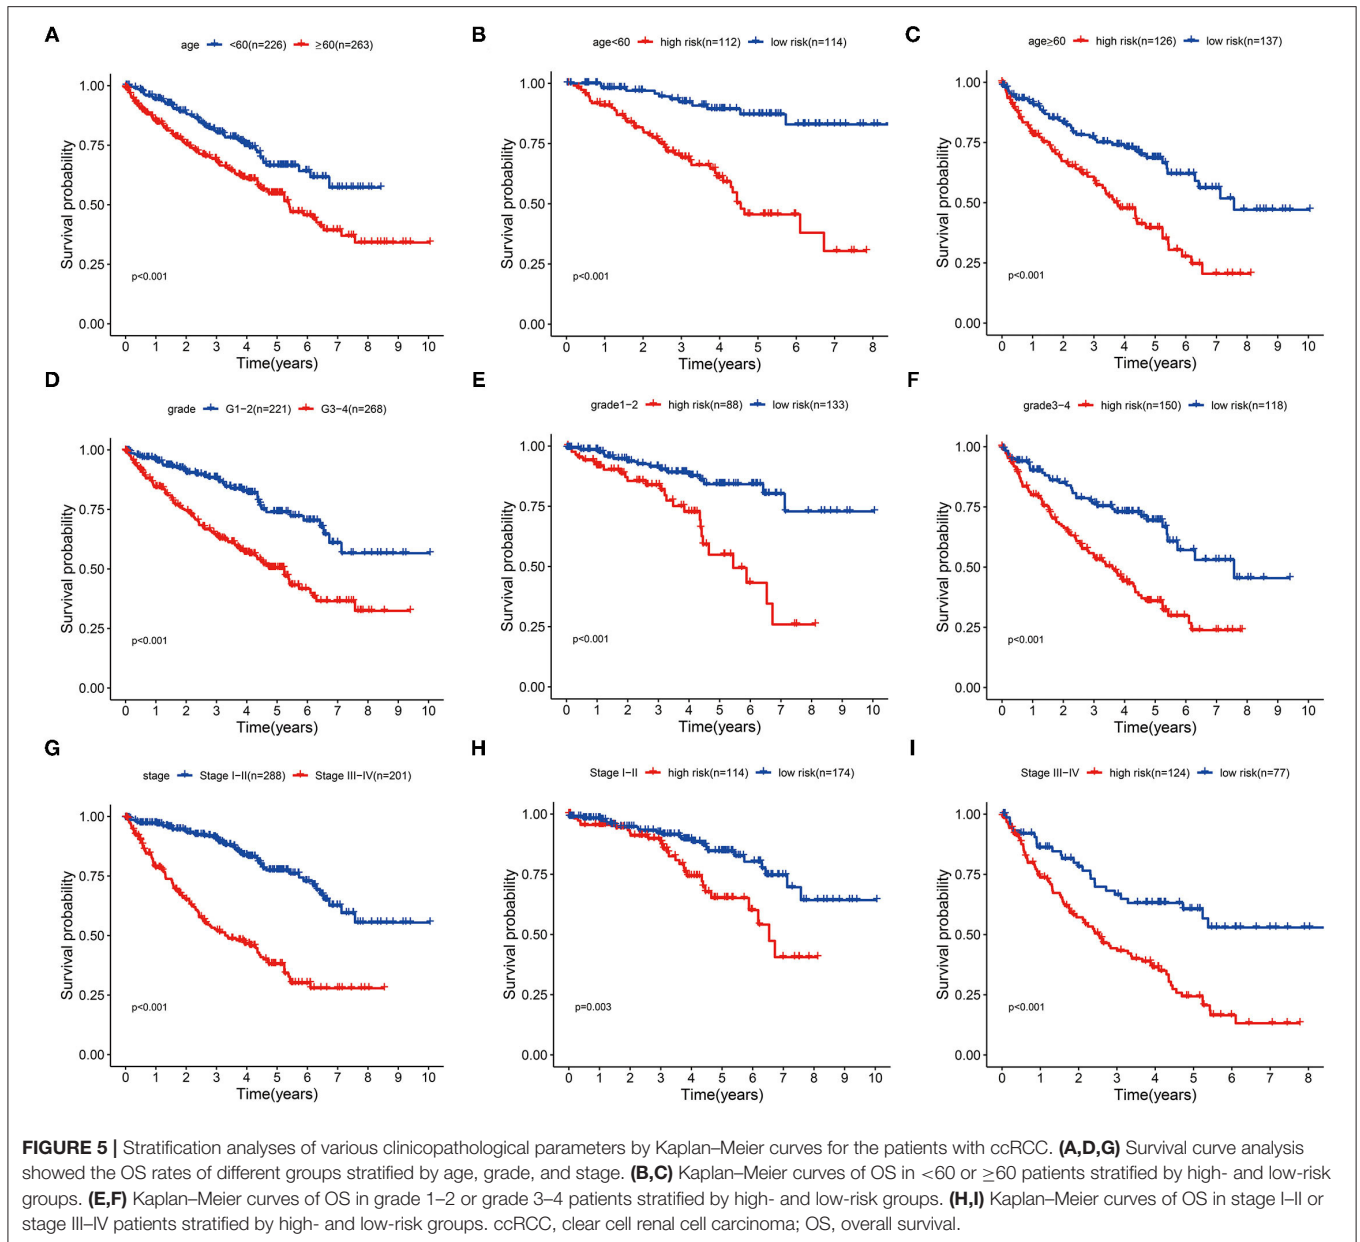 A
age <60(n=226) ≥60(n=263)
Survival probability
1.00
0.75
0.50
0.25
0.00
p<0.001
0 1 2 3 4 5 6 7 8 9 10
Time(years)
B
age<60 high risk(n=112) low risk(n=114)
Survival probability
1.00
0.75
0.50
0.25
0.00
p<0.001
0 1 2 3 4 5 6 7 8
Time(years)
C
age≥60 high risk(n=126) low risk(n=137)
Survival probability
1.00
0.75
0.50
0.25
0.00
p<0.001
0 1 2 3 4 5 6 7 8 9 10
Time(years)
D
grade G1−2(n=221) G3−4(n=268)
Survival probability
1.00
0.75
0.50
0.25
0.00
p<0.001
0 1 2 3 4 5 6 7 8 9 10
Time(years)
E
grade1−2 high risk(n=88) low risk(n=133)
Survival probability
1.00
0.75
0.50
0.25
0.00
p<0.001
0 1 2 3 4 5 6 7 8 9 10
Time(years)
F
grade3−4 high risk(n=150) low risk(n=118)
Survival probability
1.00
0.75
0.50
0.25
0.00
p<0.001
0 1 2 3 4 5 6 7 8 9 10
Time(years)
G
stage Stage I−II(n=288) Stage III−IV(n=201)
Survival probability
1.00
0.75
0.50
0.25
0.00
p<0.001
0 1 2 3 4 5 6 7 8 9 10
Time(years)
H
Stage I−II high risk(n=114) low risk(n=174)
Survival probability
1.00
0.75
0.50
0.25
0.00
p=0.003
0 1 2 3 4 5 6 7 8 9 10
Time(years)
I
Stage III−IV high risk(n=124) low risk(n=77)
Survival probability
1.00
0.75
0.50
0.25
0.00
p<0.001
0 1 2 3 4 5 6 7 8
Time(years)
FIGURE 5 | Stratification analyses of various clinicopathological parameters by Kaplan–Meier curves for the patients with ccRCC. (A,D,G) Survival curve analysis
showed the OS rates of different groups stratified by age, grade, and stage. (B,C) Kaplan–Meier curves of OS in <60 or ≥60 patients stratified by high- and low-risk
groups. (E,F) Kaplan–Meier curves of OS in grade 1–2 or grade 3–4 patients stratified by high- and low-risk groups. (H,I) Kaplan–Meier curves of OS in stage I–II or
stage III–IV patients stratified by high- and low-risk groups. ccRCC, clear cell renal cell carcinoma; OS, overall survival.